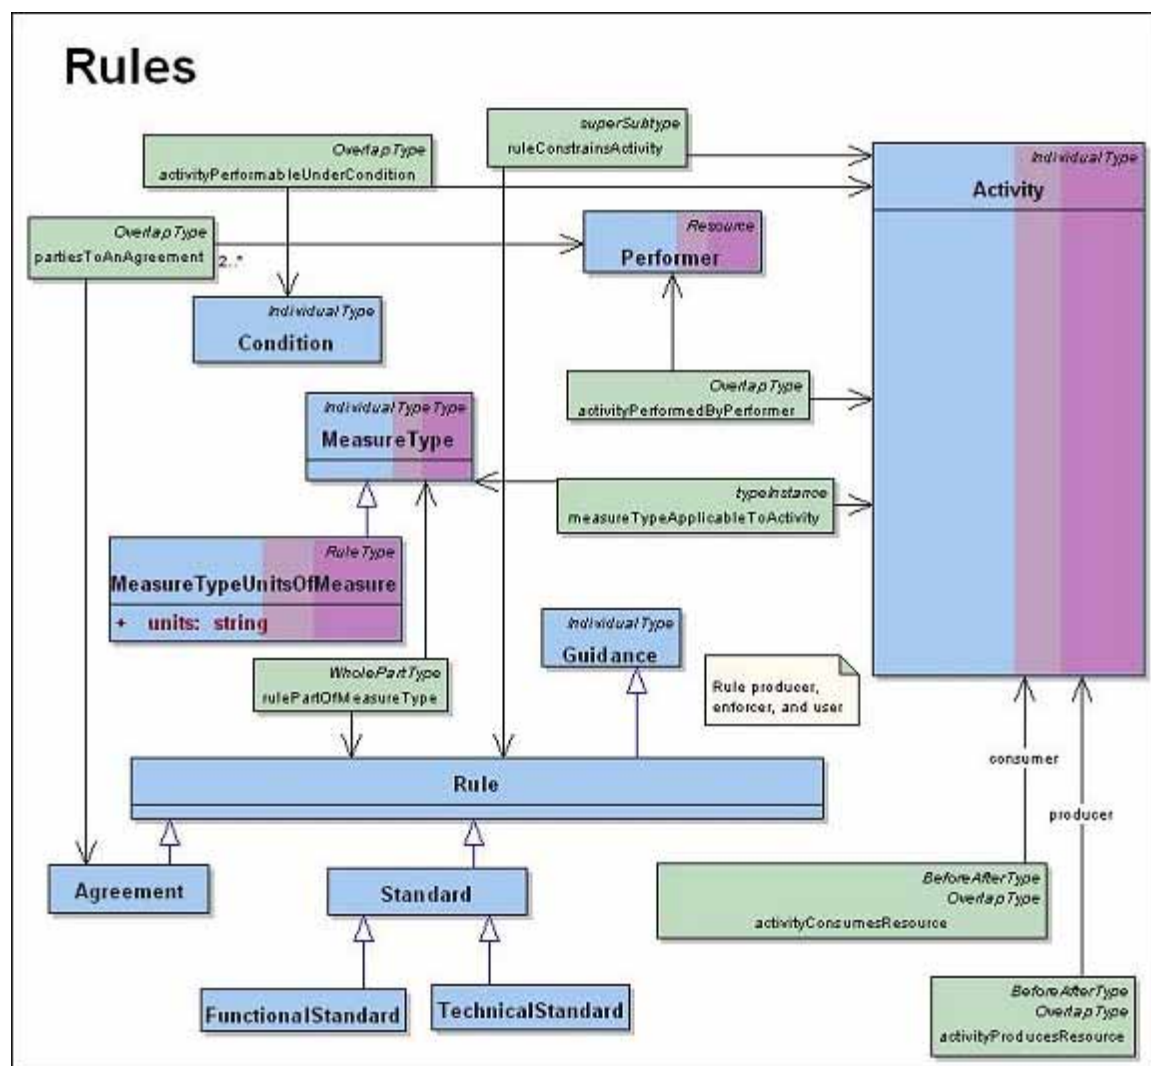 Rules
superSubtype
ruleConstrainsActivity
OverlapType
activityPerformableUnderCondition
IndividualType
Activity
OverlapType
partiesToAnAgreement
2..*
Resource
Performer
IndividualType
Condition
OverlapType
activityPerformedByPerformer
IndividualTypeType
MeasureType
typeInstance
measureTypeApplicableToActivity
RuleType
MeasureTypeUnitsOfMeasure
+ units: string
IndividualType
Guidance
WholePartType
rulePartOfMeasureType
Rule producer,
enforcer, and user
consumer
Rule
producer
Agreement
Standard
BeforeAfterType
OverlapType
activityConsumesResource
FunctionalStandard
TechnicalStandard
BeforeAfterType
OverlapType
activityProducesResource